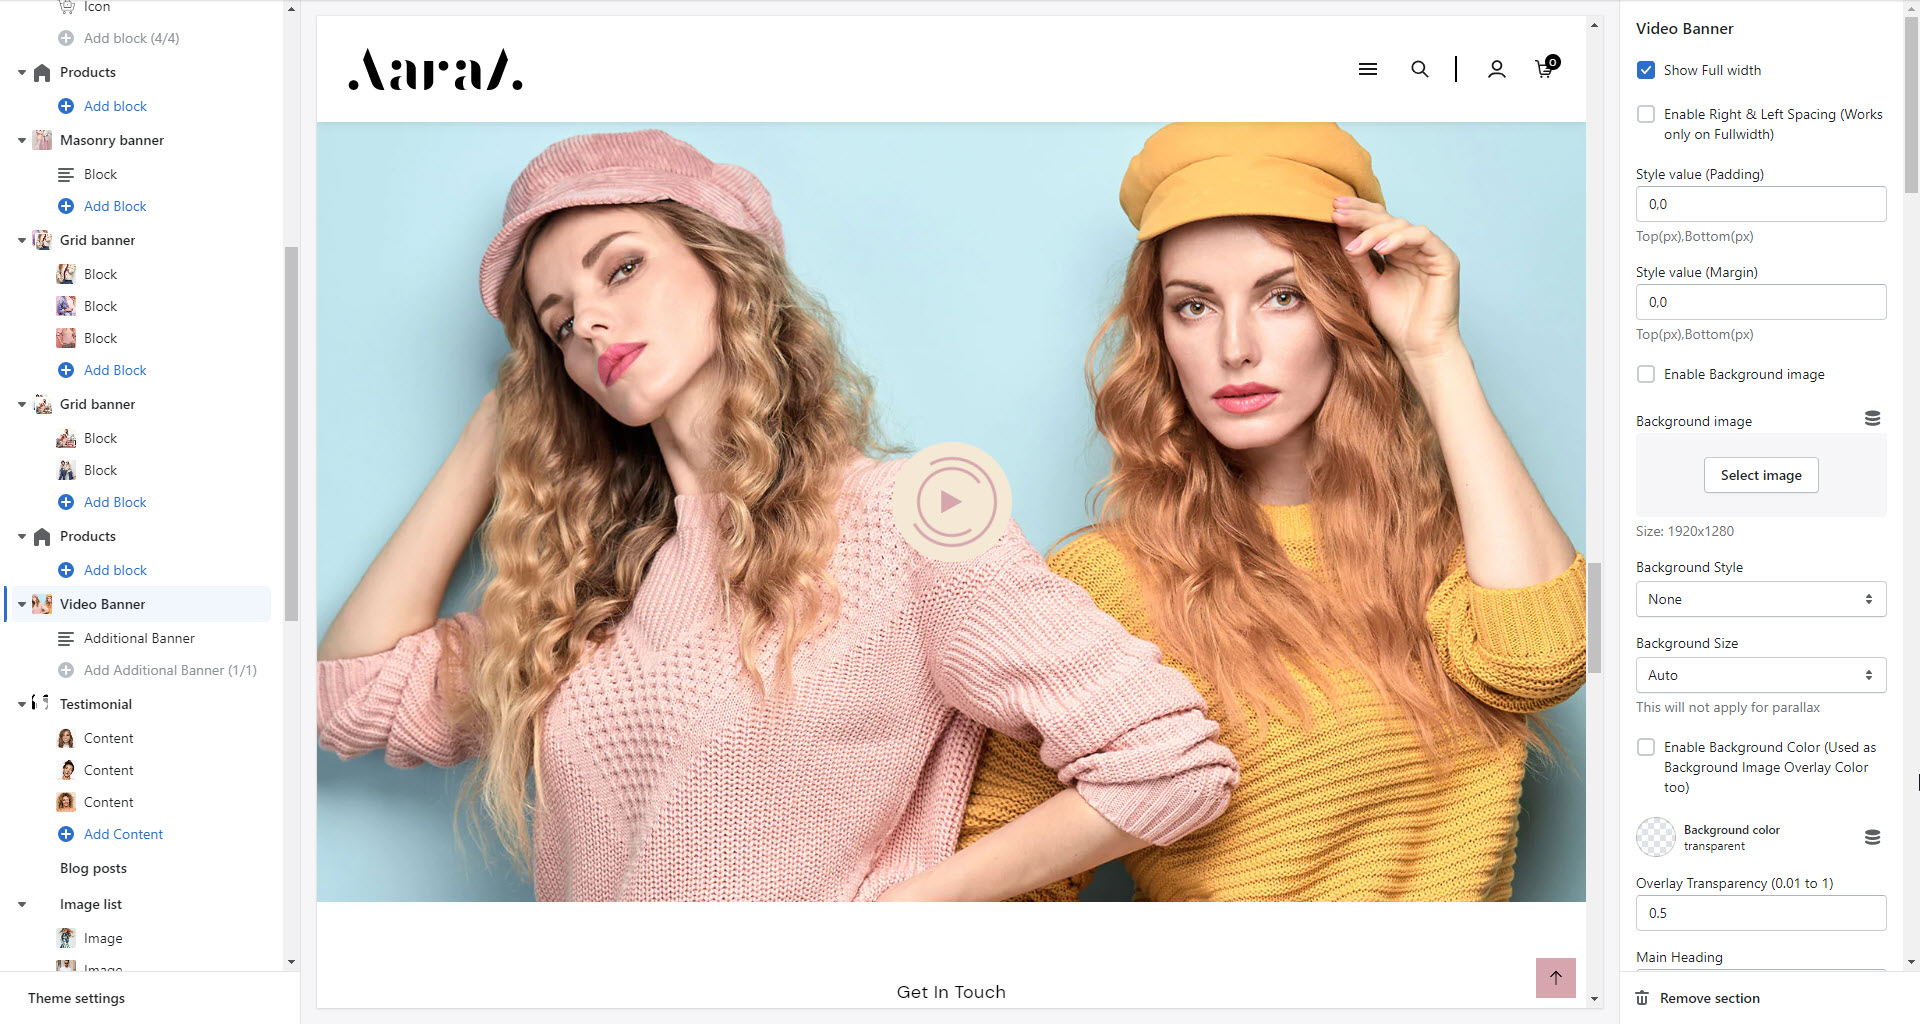 Icon
Add block (4/4)
Products
Add block
Masonry banner
Block
Add Block
Grid banner
Block
Block
Block
Add Block
Grid banner
Block
Block
Add Block
Products
Add block
Video Banner
Additional Banner
Add Additional Banner (1/1)
Testimonial
Content
Content
Content
Add Content
Blog posts
Image list
Image
Image
Theme settings
Aaraa.
0
Get In Touch
Video Banner
Show Full width
Enable Right & Left Spacing (Works
only on Fullwidth)
Style value (Padding)
0,0
Top(px),Bottom(px)
Style value (Margin)
0,0
Top(px),Bottom(px)
Enable Background image
Background image
Select image
Size: 1920x1280
Background Style
None
Background Size
Auto
This will not apply for parallax
Enable Background Color (Used as
Background Image Overlay Color
too)
Background color
transparent
Overlay Transparency (0.01 to 1)
0.5
Main Heading
Remove section